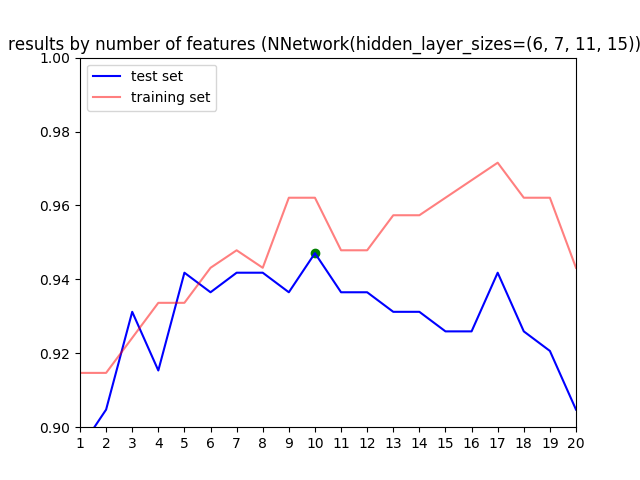 results by number of features (NNetwork(hidden_layer_sizes=(6, 7, 11, 15))
test set
training set
1.00
0.98
0.96
0.94
0.92
0.90
1 2 3 4 5 6 7 8 9 10 11 12 13 14 15 16 17 18 19 20